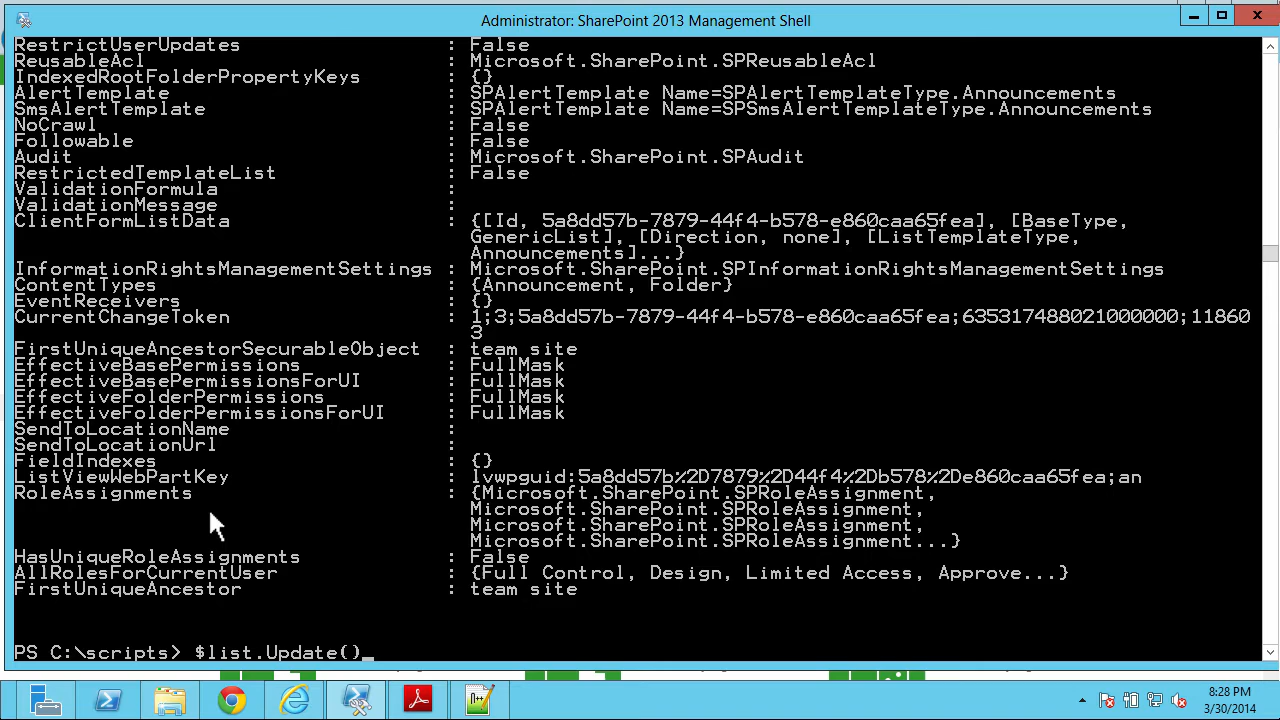 Administrator: SharePoint 2013 Management Shell
RestrictUserUpdates : False
ReusableAcl : Microsoft.SharePoint.SPReusableAcl
IndexedRootFolderPropertyKeys : {}
AlertTemplate : SPAlertTemplate Name=SPAlertTemplateType.Announcements
SmsAlertTemplate : SPAlertTemplate Name=SPSmsAlertTemplateType.Announcements
NoCrawl : False
Followable : False
Audit : Microsoft.SharePoint.SPAudit
RestrictedTemplateList : False
ValidationFormula :
ValidationMessage :
ClientFormListData : {[Id, 5a8dd57b-7879-44f4-b578-e860caa65fea], [BaseType,
GenericList], [Direction, none], [ListTemplateType,
Announcements]...}
InformationRightsManagementSettings : Microsoft.SharePoint.SPInformationRightsManagementSettings
ContentTypes : {Announcement, Folder}
EventReceivers : {}
CurrentChangeToken : 1;3;5a8dd57b-7879-44f4-b578-e860caa65fea;635317488021000000;11860
3
FirstUniqueAncestorSecurableObject : team site
EffectiveBasePermissions : FullMask
EffectiveBasePermissionsForUI : FullMask
EffectiveFolderPermissions : FullMask
EffectiveFolderPermissionsForUI : FullMask
SendToLocationName :
SendToLocationUrl :
FieldIndexes : {}
ListViewWebPartKey : lvwpguid:5a8dd57b%2D7879%2D44f4%2Db578%2De860caa65fea;an
RoleAssignments : {Microsoft.SharePoint.SPRoleAssignment,
Microsoft.SharePoint.SPRoleAssignment,
Microsoft.SharePoint.SPRoleAssignment,
Microsoft.SharePoint.SPRoleAssignment...}
HasUniqueRoleAssignments : False
AllRolesForCurrentUser : {Full Control, Design, Limited Access, Approve...}
FirstUniqueAncestor : team site
PS C:\scripts> $list.Update()
8:28 PM
3/30/2014